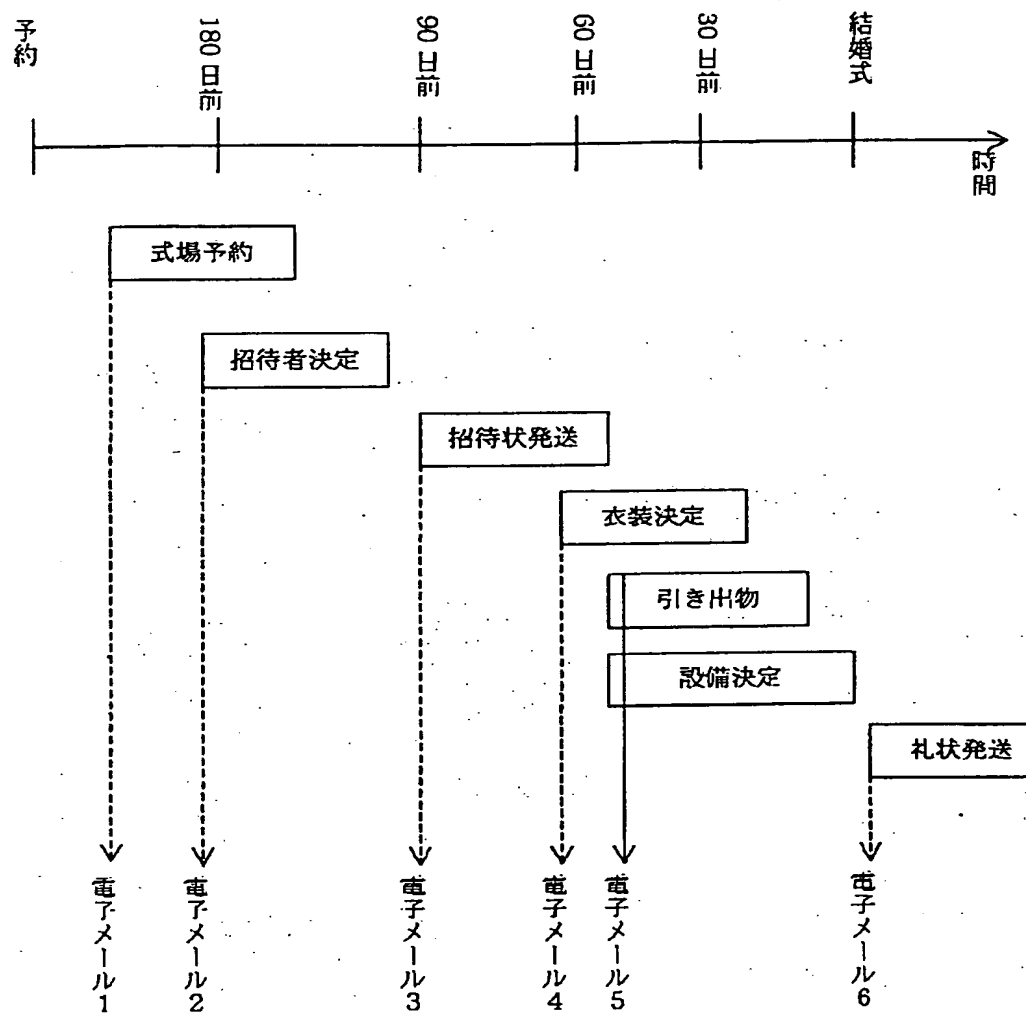 予約
180日前
90日前
60日前
30日前
結婚式
時間
式場予約
招待者決定
招待状発送
衣装決定
引き出物
設備決定
礼状発送
電子メール1
電子メール2
電子メール3
電子メール4
電子メール5
電子メール6